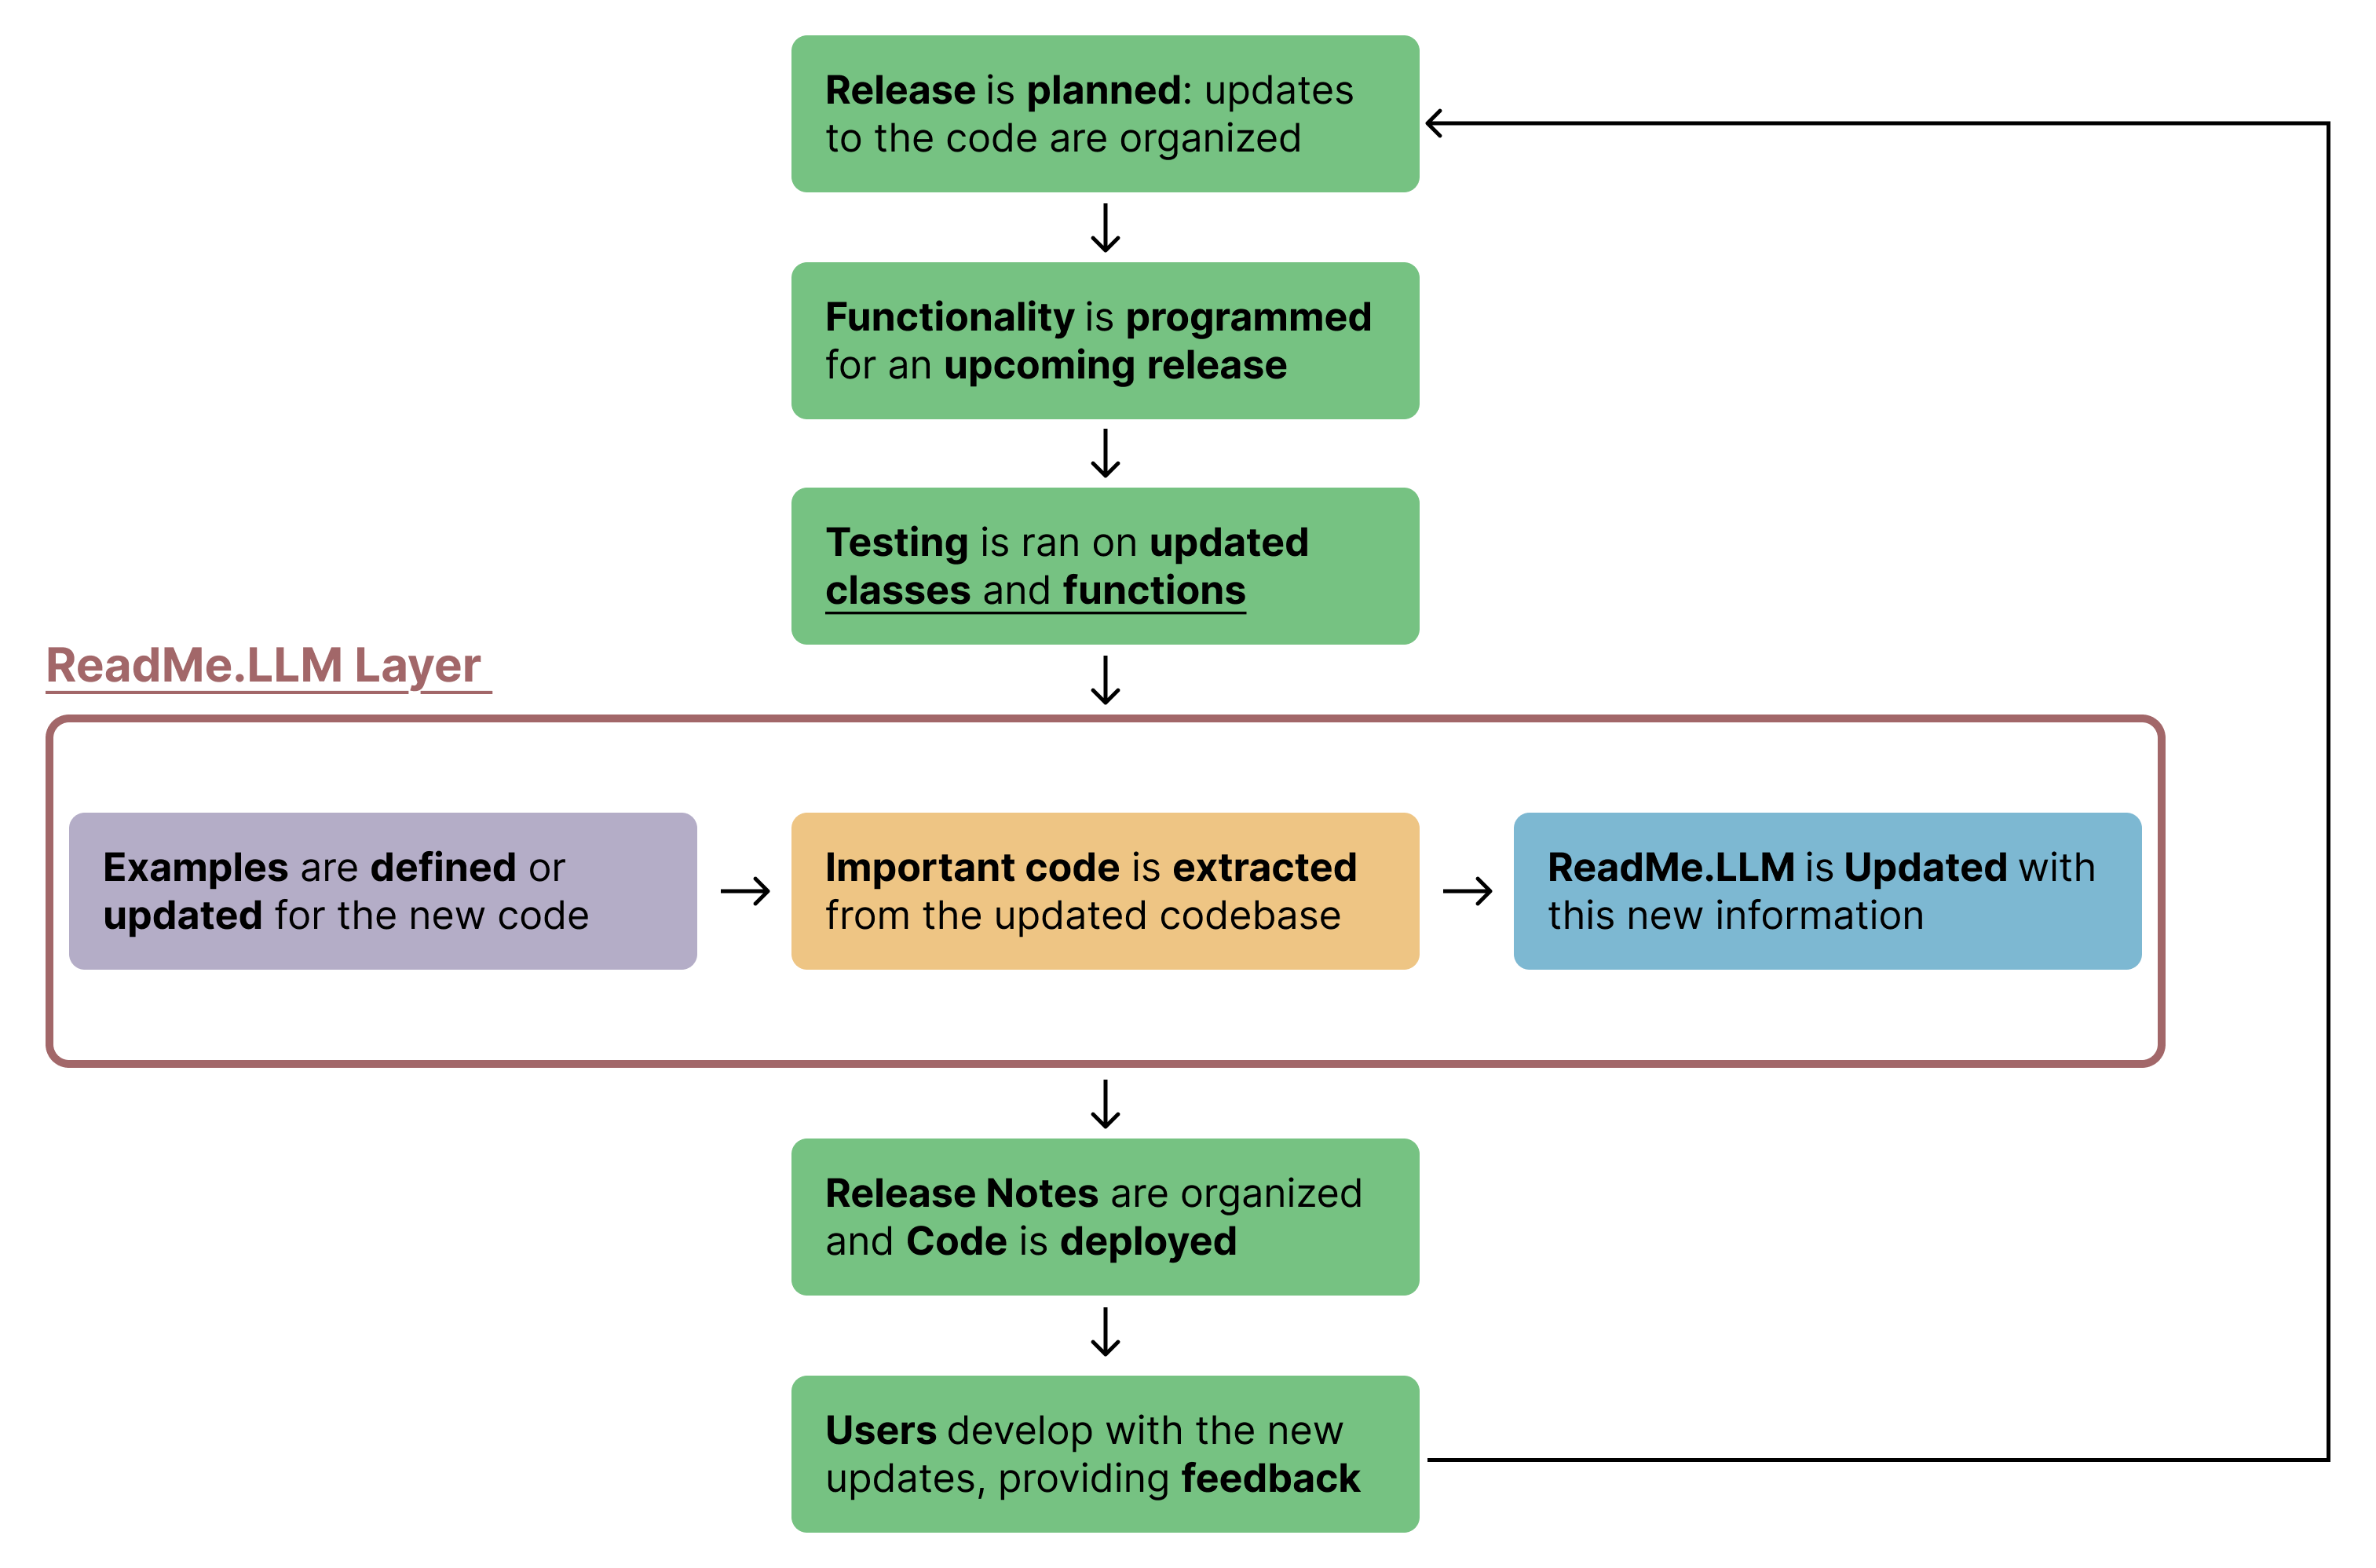 Release is planned: updates
to the code are organized
Functionality is programmed
for an upcoming release
Testing is ran on updated
classes and functions
ReadMe.LLM Layer
Examples are defined or
updated for the new code
Important code is extracted
from the updated codebase
ReadMe.LLM is Updated with
this new information
Release Notes are organized
and Code is deployed
Users develop with the new
updates, providing feedback